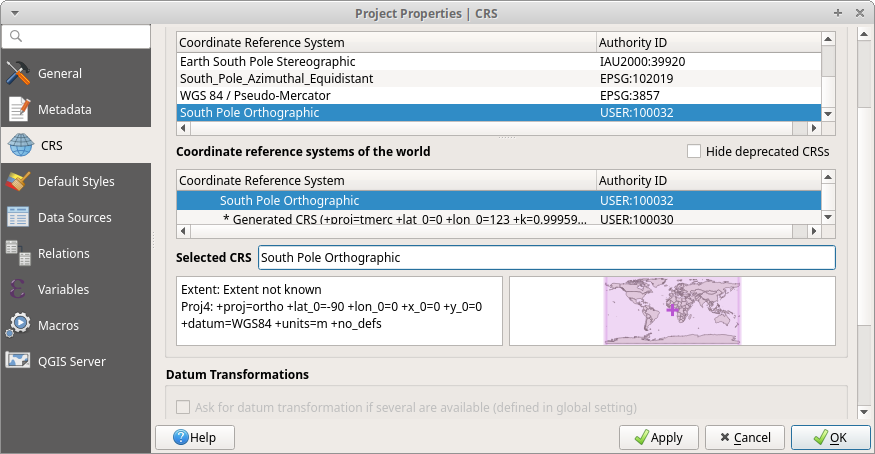 Project Properties | CRS
General
Metadata
CRS
Default Styles
Data Sources
Relations
Variables
Macros
QGIS Server
Coordinate Reference System Authority ID
Earth South Pole Stereographic IAU2000:39920
South_Pole_Azimuthal_Equidistant EPSG:102019
WGS 84 / Pseudo-Mercator EPSG:3857
South Pole Orthographic USER:100032
Coordinate reference systems of the world Hide deprecated CRSs
Coordinate Reference System Authority ID
South Pole Orthographic USER:100032
* Generated CRS (+proj=tmerc +lat_0=0 +lon_0=123 +k=0.99959... USER:100030
Selected CRS South Pole Orthographic
Extent: Extent not known
Proj4: +proj=ortho +lat_0=-90 +lon_0=0 +x_0=0 +y_0=0
+datum=WGS84 +units=m +no_defs
Datum Transformations
Ask for datum transformation if several are available (defined in global setting)
Help Apply Cancel OK